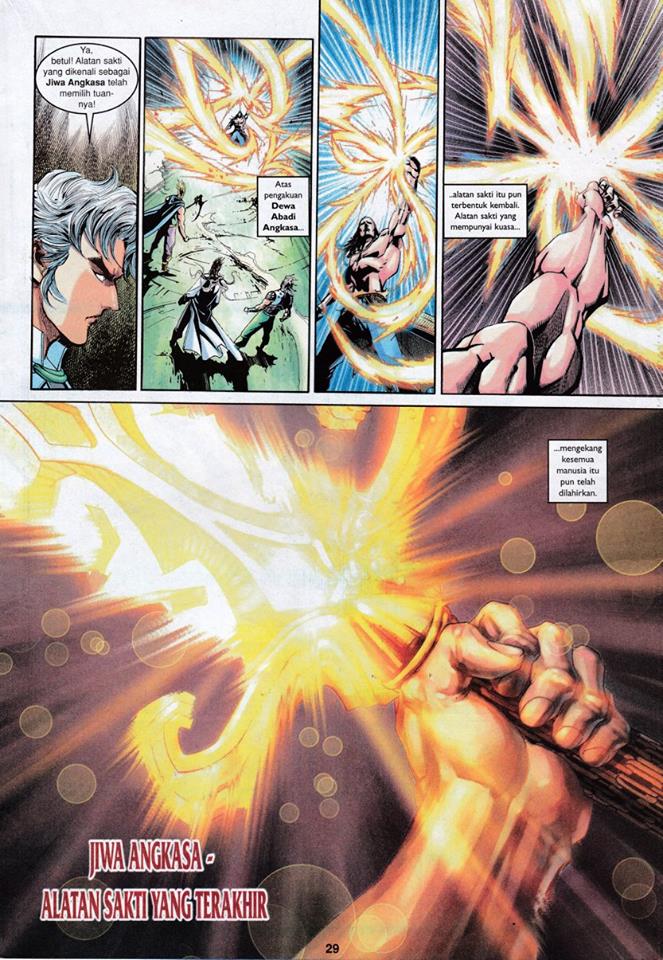 Ya,
betul! Alatan sakti
yang dikenali sebagai
Jiwa Angkasa telah
memilih tuan-
nya!
Atas
pengakuan
Dewa
Abadi
Angkasa...
..alatan sakti itu pun
terbentuk kembali.
Alatan sakti yang
mempunyai kuasa...
...mengekang
kesemua
manusia itu
pun telah
dilahirkan.
JIWA ANGKASA -
ALATAN SAKTI YANG TERAKHIR
29